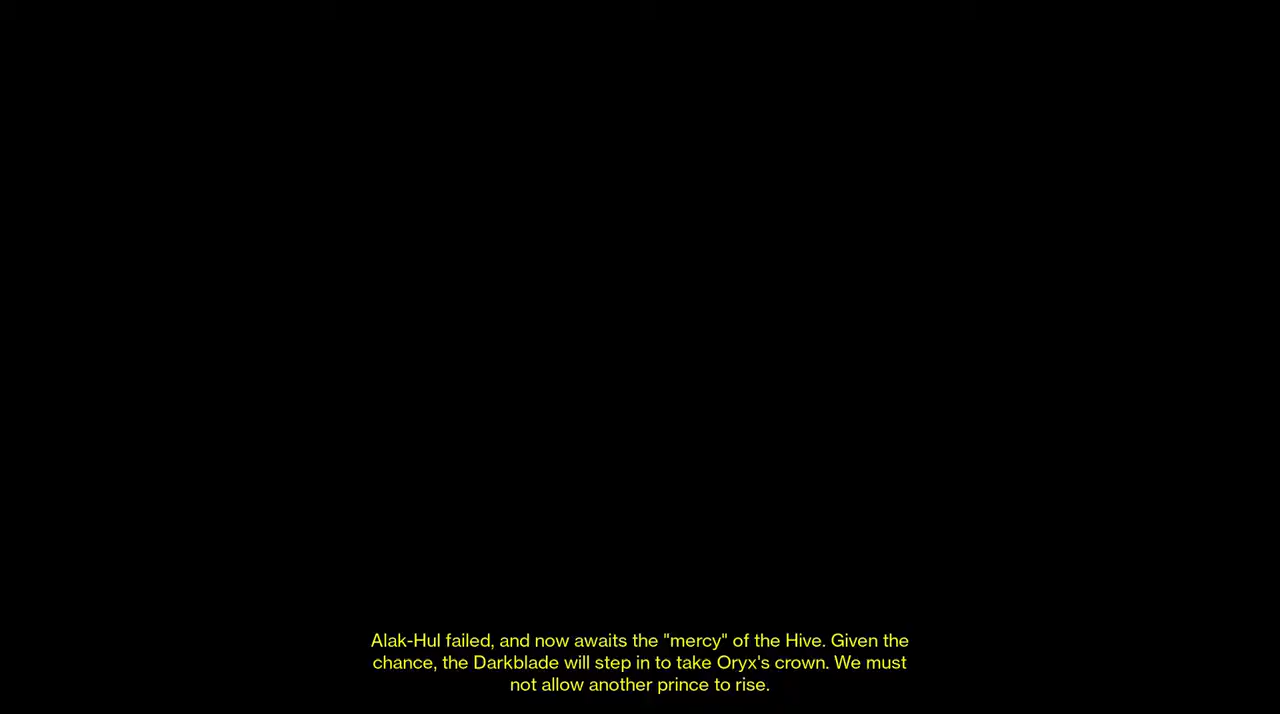 Alak-Hul failed, and now awaits the "mercy" of the Hive. Given the
chance, the Darkblade will step in to take Oryx's crown. We must
not allow another prince to rise.